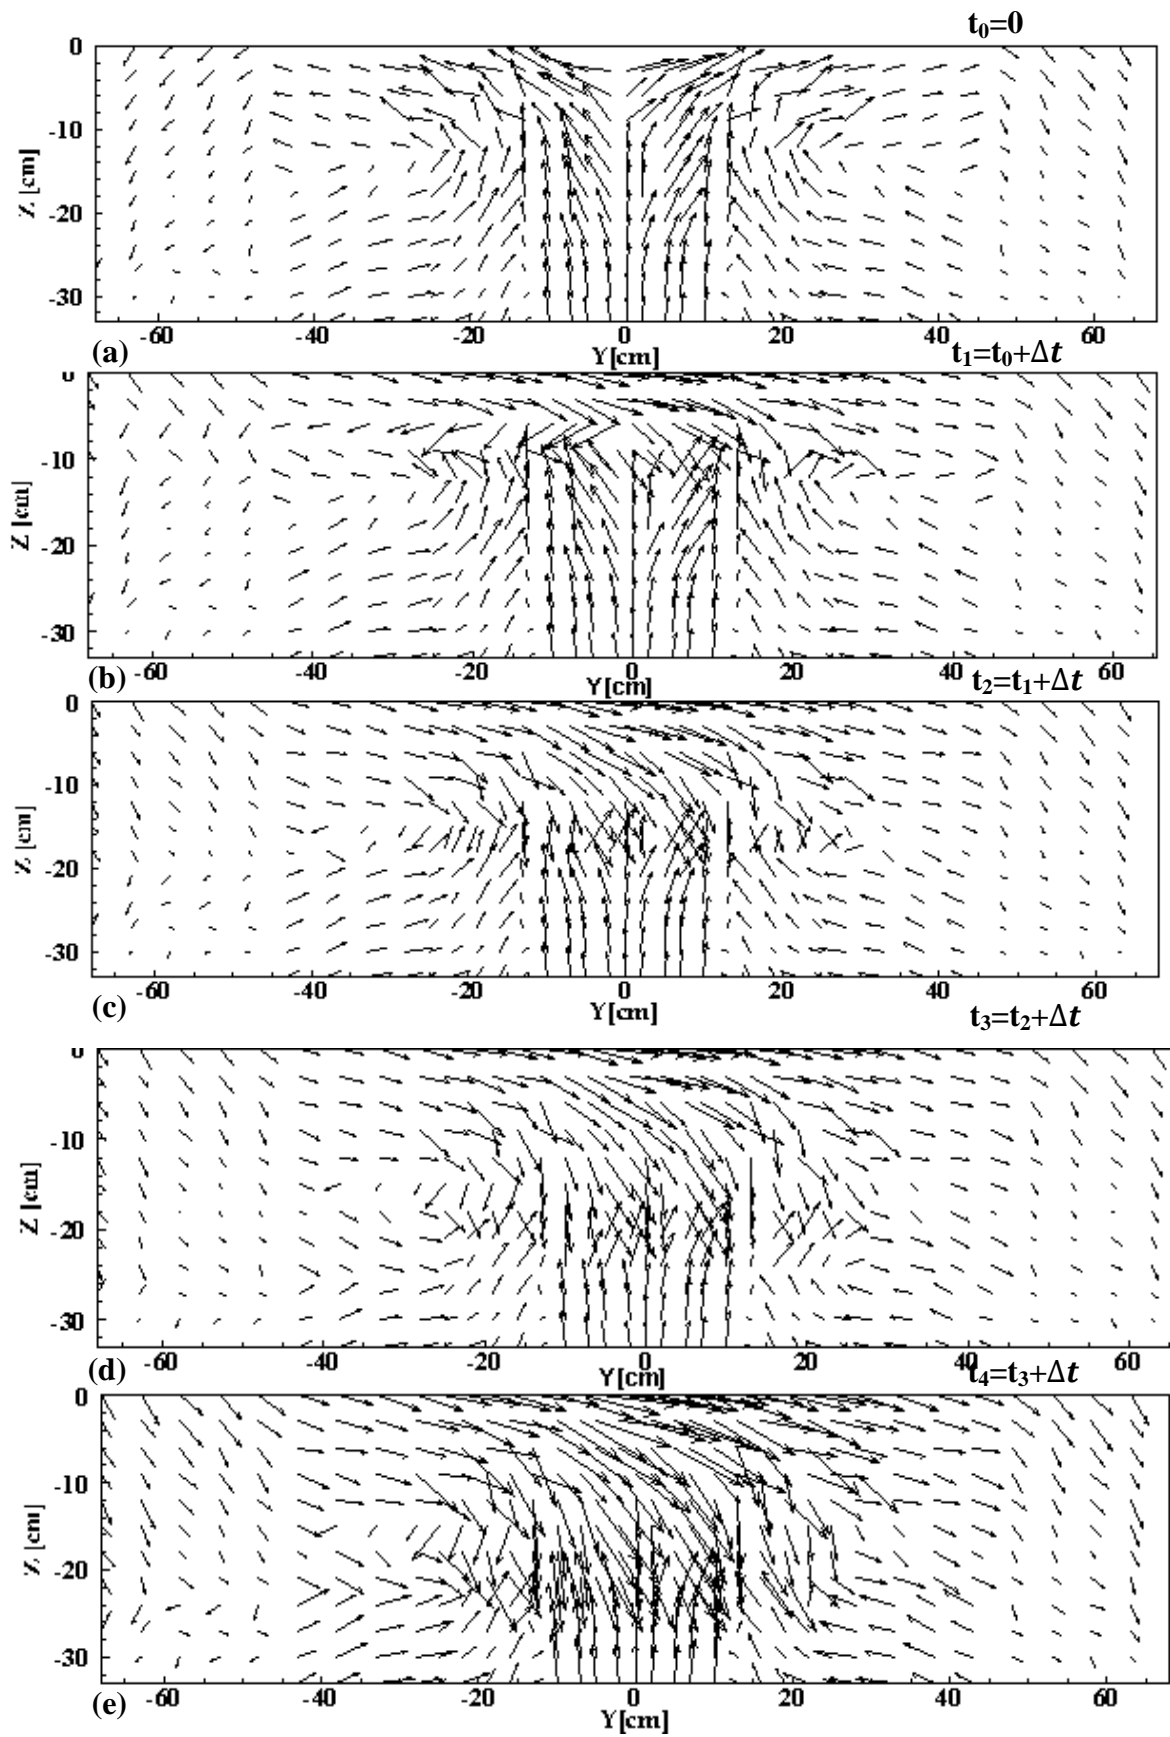 t₀=0
0
-10
-20
-30
Z [cm]
-60 -40 -20 0 20 40 60
(a) Y[cm] t₁=t₀+Δt
0
-10
-20
-30
Z [cm]
-60 -40 -20 0 20 40 60
(b) Y[cm] t₂=t₁+Δt
0
-10
-20
-30
Z [cm]
-60 -40 -20 0 20 40 60
(c) Y[cm] t₃=t₂+Δt
0
-10
-20
-30
Z [cm]
-60 -40 -20 0 20 40 60
(d) Y[cm] t₄=t₃+Δt
0
-10
-20
-30
Z [cm]
-60 -40 -20 0 20 40 60
(e) Y[cm]